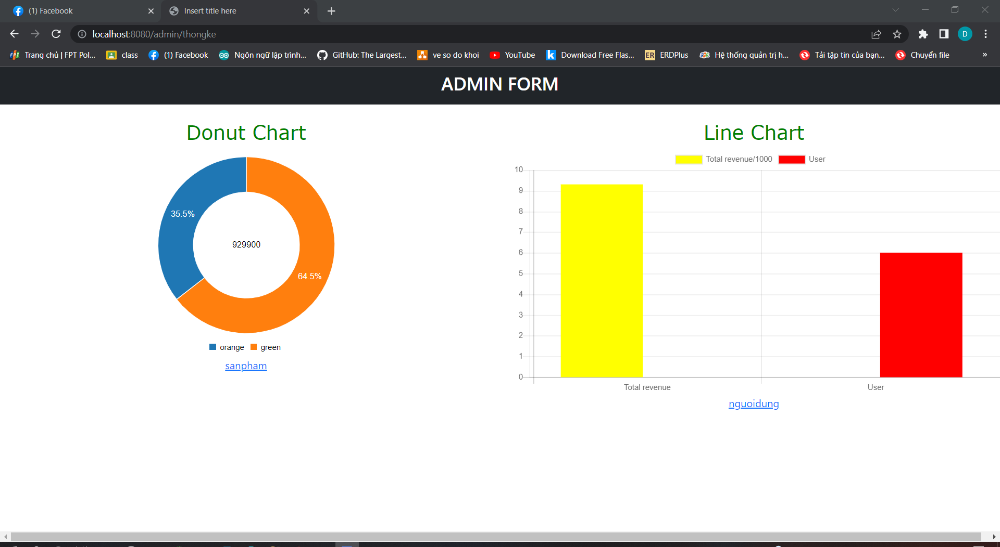 (1) Facebook
Insert title here
localhost:8080/admin/thongke
D
Trang chủ | FPT Pol...
class
(1) Facebook
Ngôn ngữ lập trình...
GitHub: The Largest...
ve so do khoi
YouTube
Download Free Flas...
ER ERDPlus
Hệ thống quản trị h...
Tải tập tin của bạn...
Chuyển file
»
ADMIN FORM
Donut Chart
35.5%
929900
64.5%
orange green
sanpham
Line Chart
Total revenue/1000 User
10
9
8
7
6
5
4
3
2
1
0
Total revenue User
nguoidung